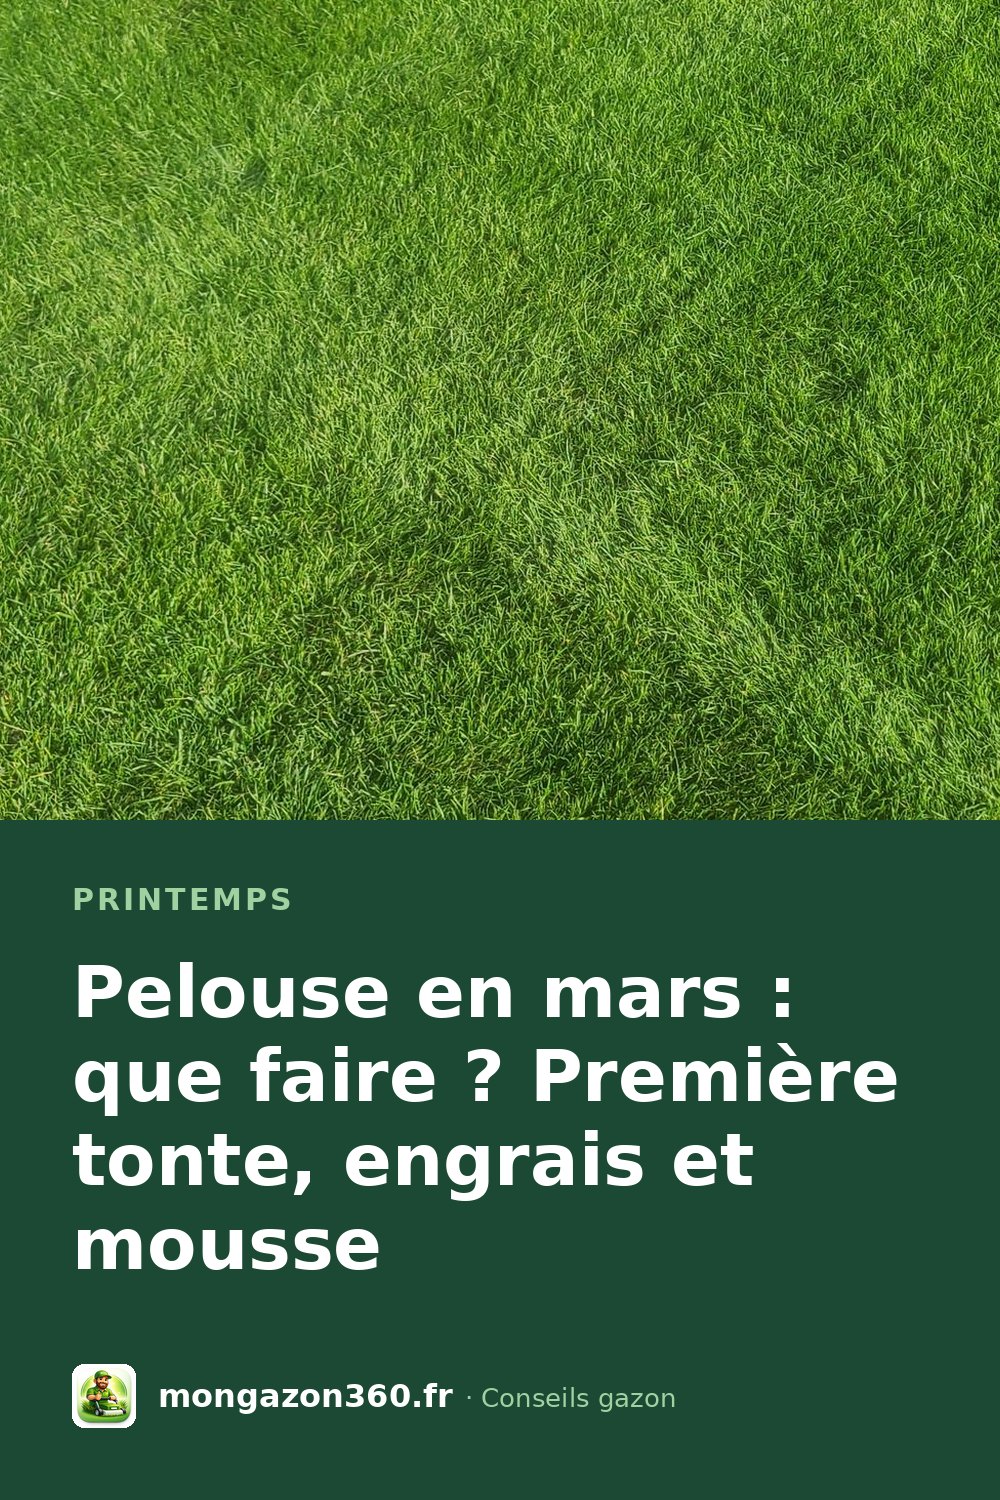 PRINTEMPS
Pelouse en mars :
que faire ? Première
tonte, engrais et
mousse
mongazon360.fr · Conseils gazon